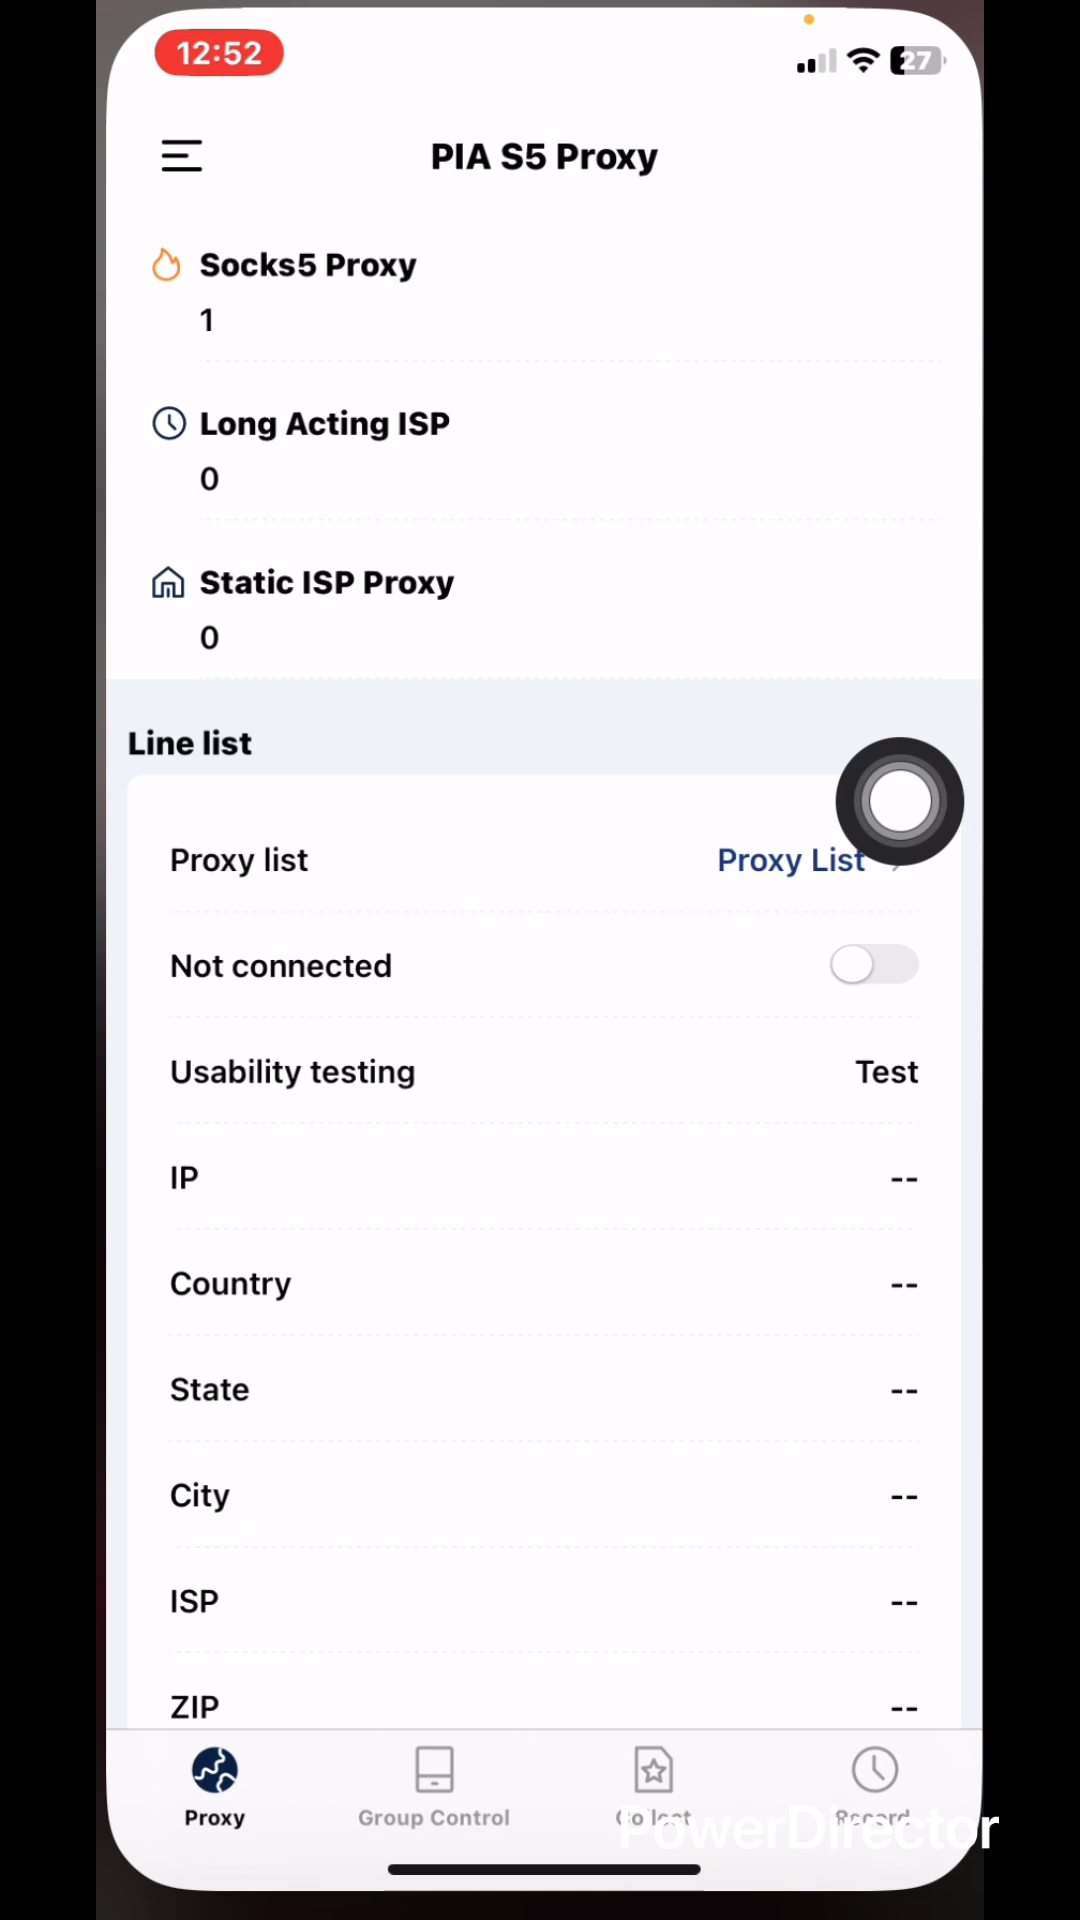 12:52
27
PIA S5 Proxy
Socks5 Proxy
1
Long Acting ISP
0
Static ISP Proxy
0
Line list
Proxy list
Proxy List
Not connected
Usability testing
Test
IP
--
Country
--
State
--
City
--
ISP
--
ZIP
--
Proxy
Group Control
Collect
Record
PowerDirector